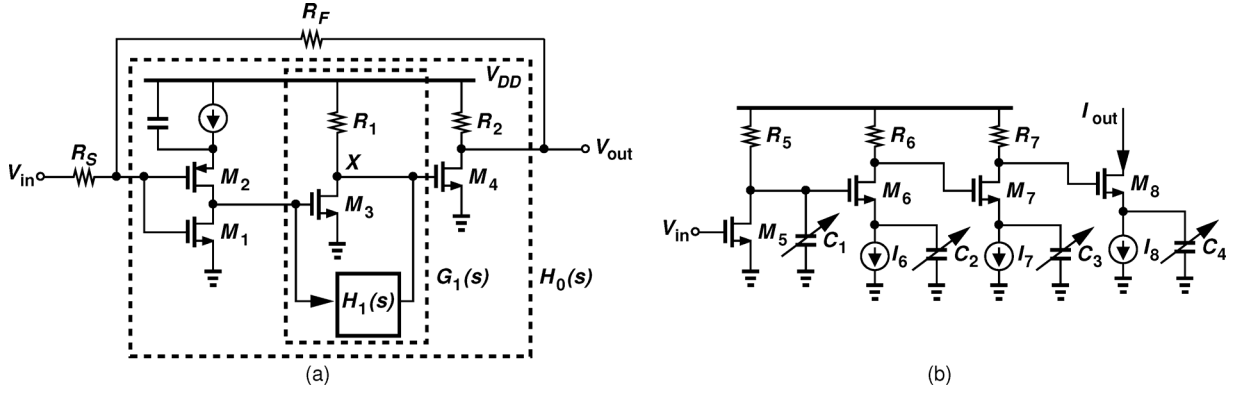 R_F
V_DD
R_1
R_2
V_in
R_S
X
V_out
M_2
M_3
M_4
M_1
H_1(s)
G_1(s)
H_0(s)
(a)
I_out
R_5
R_6
R_7
V_in
M_5
C_1
M_6
M_7
M_8
I_6
C_2
I_7
C_3
I_8
C_4
(b)